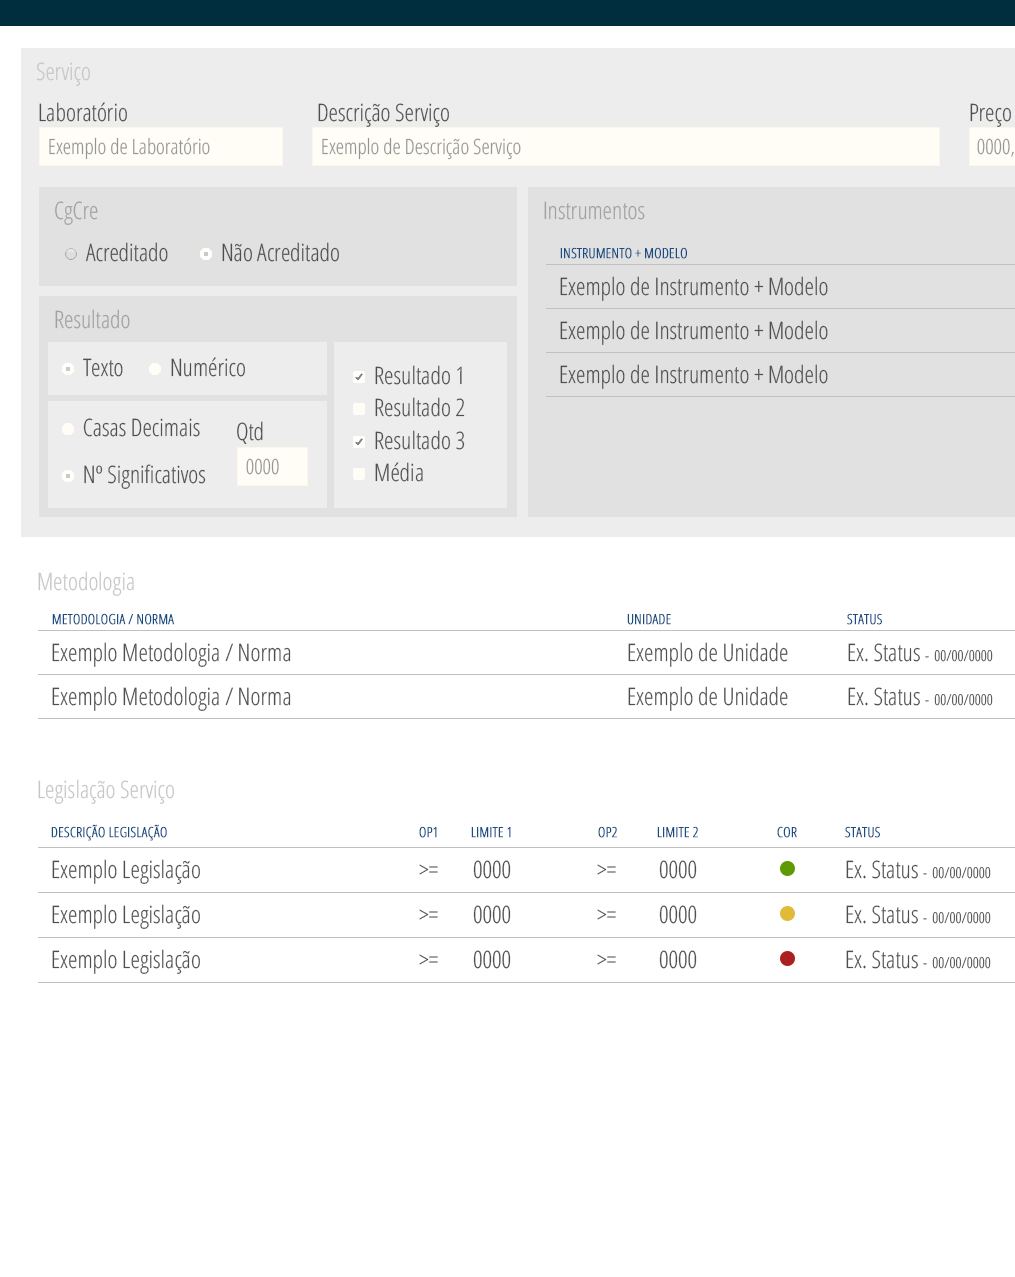 Serviço
Laboratório Descrição Serviço Preço
Exemplo de Laboratório Exemplo de Descrição Serviço 0000,
CgCre
Acreditado Não Acreditado
Resultado
Texto Numérico
Casas Decimais Qtd
Nº Significativos 0000
Resultado 1
Resultado 2
Resultado 3
Média
Instrumentos
INSTRUMENTO + MODELO
Exemplo de Instrumento + Modelo
Exemplo de Instrumento + Modelo
Exemplo de Instrumento + Modelo
Metodologia
METODOLOGIA / NORMA UNIDADE STATUS
Exemplo Metodologia / Norma Exemplo de Unidade Ex. Status - 00/00/0000
Exemplo Metodologia / Norma Exemplo de Unidade Ex. Status - 00/00/0000
Legislação Serviço
DESCRIÇÃO LEGISLAÇÃO OP1 LIMITE 1 OP2 LIMITE 2 COR STATUS
Exemplo Legislação >= 0000 >= 0000 Ex. Status - 00/00/0000
Exemplo Legislação >= 0000 >= 0000 Ex. Status - 00/00/0000
Exemplo Legislação >= 0000 >= 0000 Ex. Status - 00/00/0000